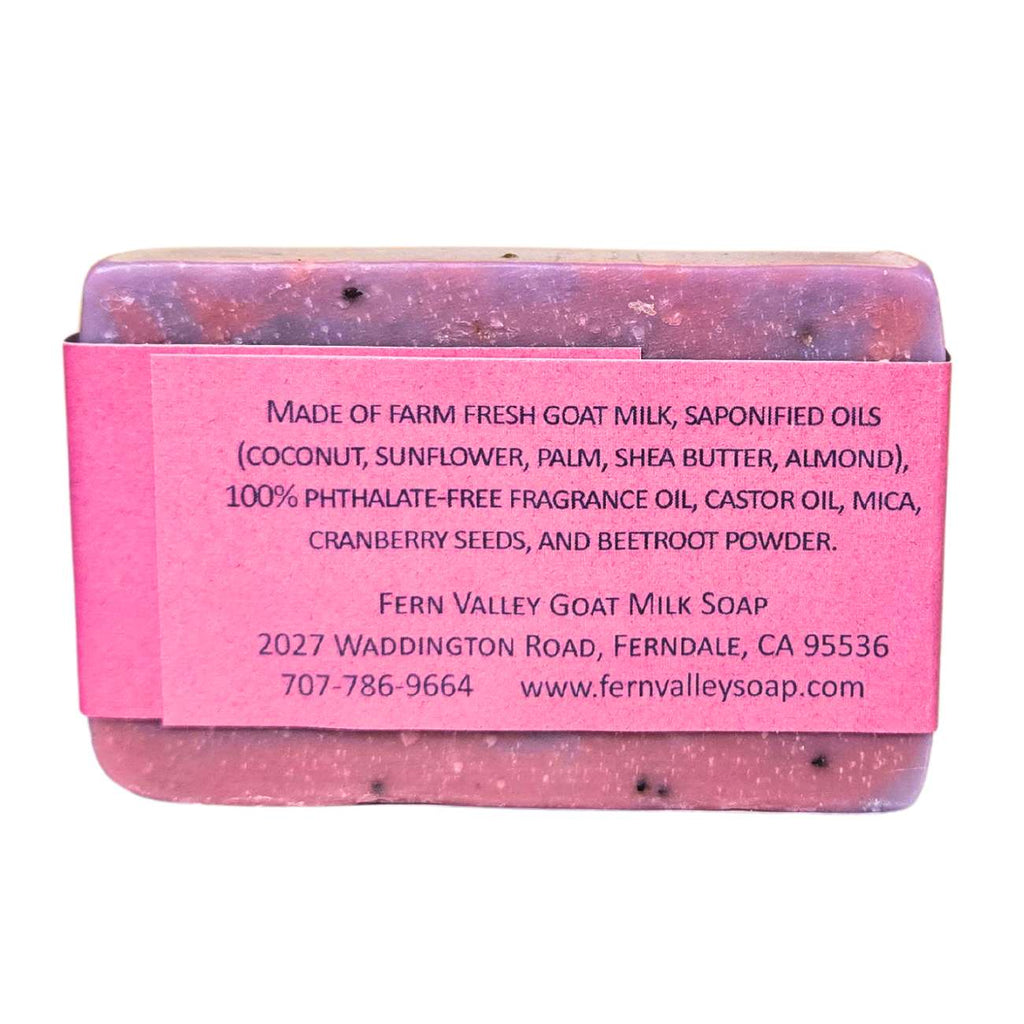 MADE OF FARM FRESH GOAT MILK, SAPONIFIED OILS
(COCONUT, SUNFLOWER, PALM, SHEA BUTTER, ALMOND),
100% PHTHALATE-FREE FRAGRANCE OIL, CASTOR OIL, MICA,
CRANBERRY SEEDS, AND BEETROOT POWDER.
FERN VALLEY GOAT MILK SOAP
2027 WADDINGTON ROAD, FERNDALE, CA 95536
707-786-9664 www.fernvalleysoap.com